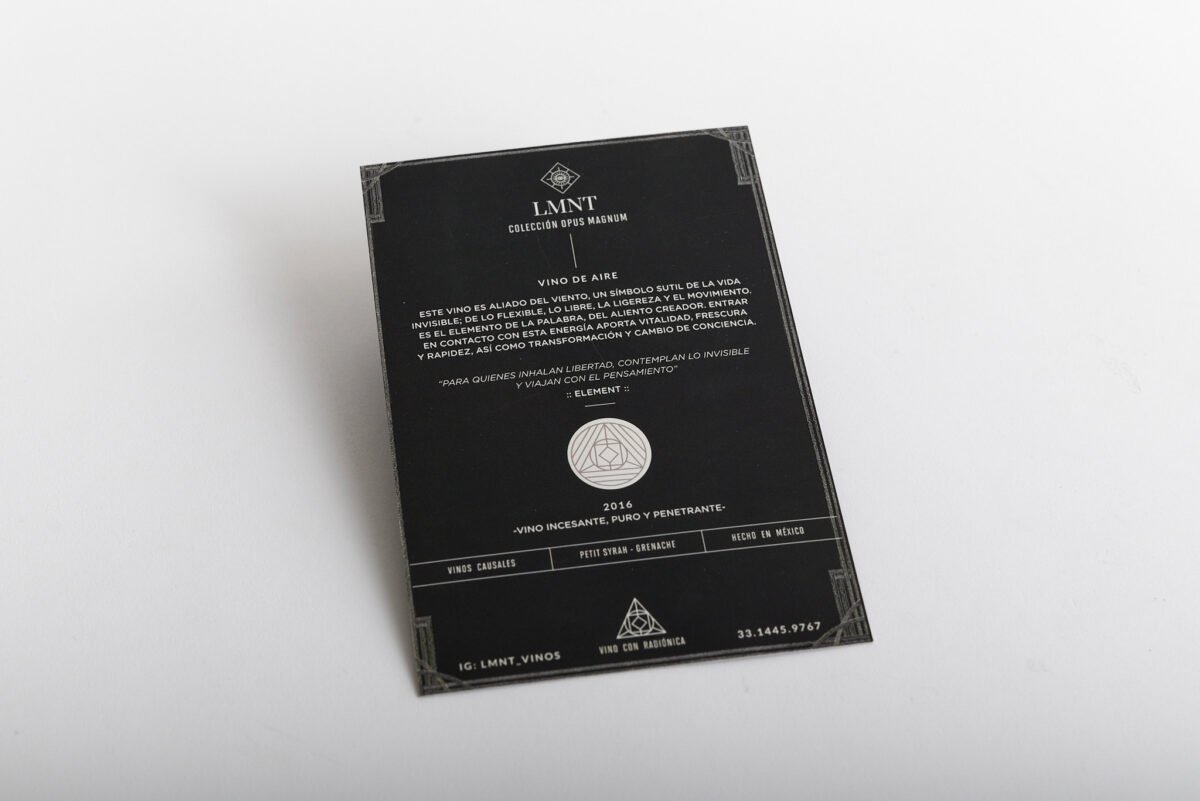 LMNT
COLECCIÓN OPUS MAGNUM
VINO DE AIRE
ESTE VINO ES ALIADO DEL VIENTO, UN SÍMBOLO SUTIL DE LA VIDA
INVISIBLE; DE LO FLEXIBLE, LO LIBRE, LA LIGEREZA Y EL MOVIMIENTO.
ES EL ELEMENTO DE LA PALABRA, DEL ALIENTO CREADOR. ENTRAR
EN CONTACTO CON ESTA ENERGÍA APORTA VITALIDAD, FRESCURA
Y RAPIDEZ, ASÍ COMO TRANSFORMACIÓN Y CAMBIO DE CONCIENCIA.
"PARA QUIENES INHALAN LIBERTAD, CONTEMPLAN LO INVISIBLE
Y VIAJAN CON EL PENSAMIENTO"
:: ELEMENT ::
2016
-VINO INCESANTE, PURO Y PENETRANTE-
VINOS CAUSALES
PETIT SYRAH - GRENACHE
HECHO EN MÉXICO
IG: LMNT_VINOS
VINO CON RADIÓNICA
33.1445.9767